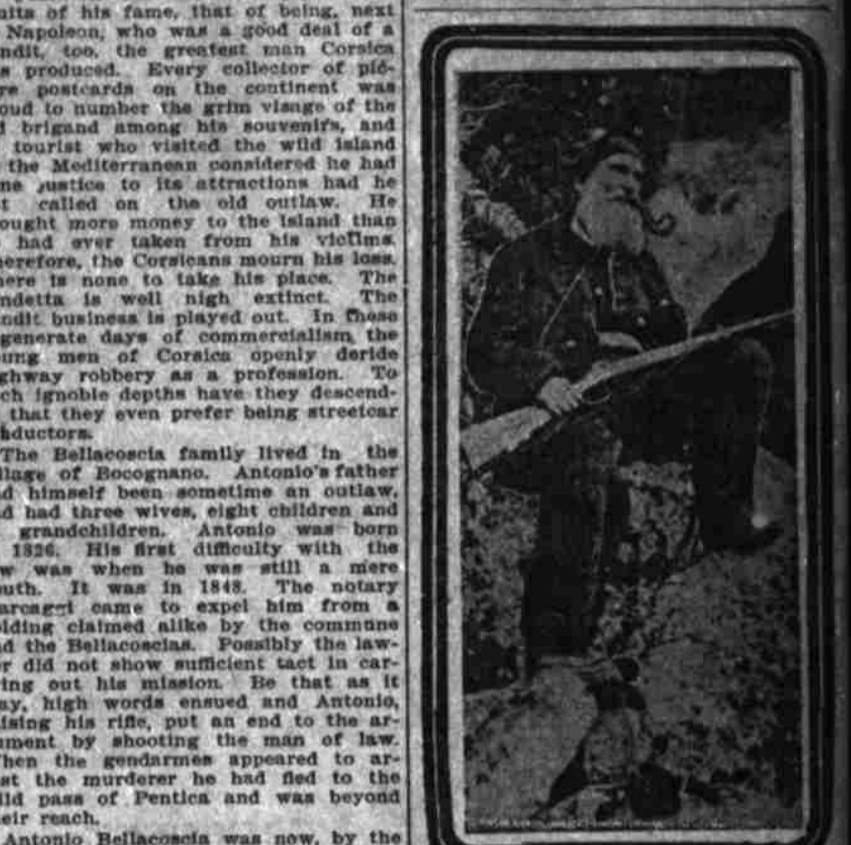 uits of his fame, that of being, next
Napoleon, who was a good deal of a
ndit, too, the greatest man Corsica
s produced. Every collector of pic-
re postcards on the continent was
oud to number the grim visage of the
d brigand among his souvenirs, and
tourist who visited the wild island
the Mediterranean considered he had
ne justice to its attractions had he
t called on the old outlaw. He
ought more money to the island than
had ever taken from his victims.
herefore, the Corsicans mourn his loss.
here is none to take his place. The
ndetta is well nigh extinct. The
ndit business is played out. In these
generate days of commercialism, the
ung men of Corsica openly deride
ghway robbery as a profession. To
ch ignoble depths have they descend-
that they even prefer being streetcar
nductors.
The Bellacoscia family lived in the
llage of Bocognano. Antonio's father
d himself been sometime an outlaw,
d had three wives, eight children and
grandchildren. Antonio was born
1826. His first difficulty with the
w was when he was still a mere
outh. It was in 1848. The notary
came to expel him from a
olding claimed alike by the commune
nd the Bellacoscias. Possibly the law-
er did not show sufficient tact in car-
ing out his mission. Be that as it
ay, high words ensued and Antonio,
ising his rifle, put an end to the ar-
ument by shooting the man of law.
hen the gendarmes appeared to ar-
st the murderer he had fled to the
ild pass of Pentica and was beyond
eir reach.
Antonio Bellacoscia was now, by the